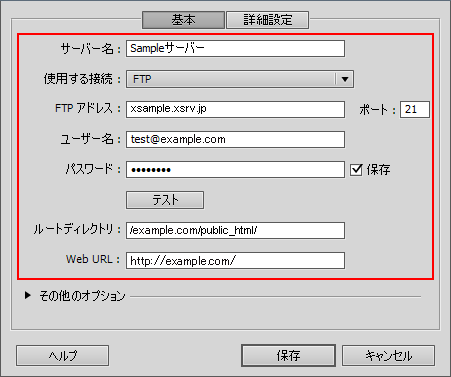 基本 詳細設定
サーバー名 : Sampleサーバー
使用する接続 : FTP
FTP アドレス : xsample.xsrv.jp ポート : 21
ユーザー名 : test@example.com
パスワード : ●●●●●●●● 保存
テスト
ルートディレクトリ : /example.com/public_html/
Web URL : http://example.com/
その他のオプション
ヘルプ 保存 キャンセル